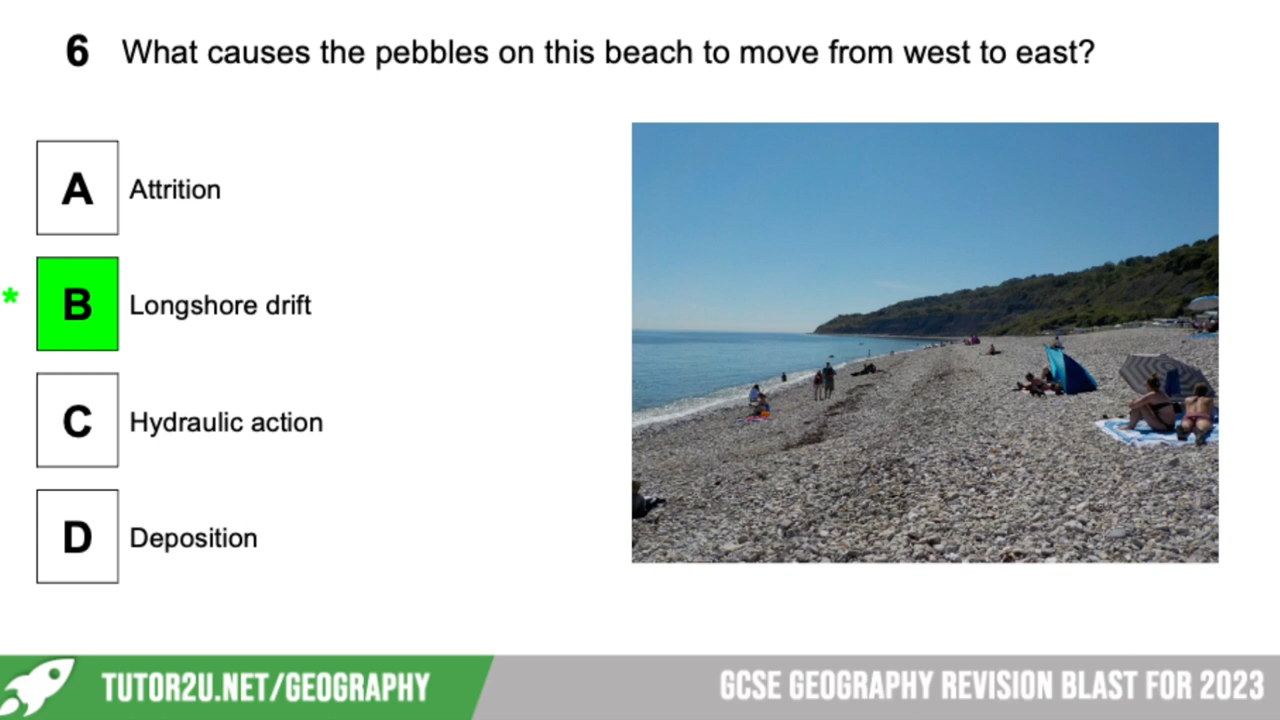 6 What causes the pebbles on this beach to move from west to east?
A Attrition
* B Longshore drift
C Hydraulic action
D Deposition
TUTOR2U.NET/GEOGRAPHY
GCSE GEOGRAPHY REVISION BLAST FOR 2023